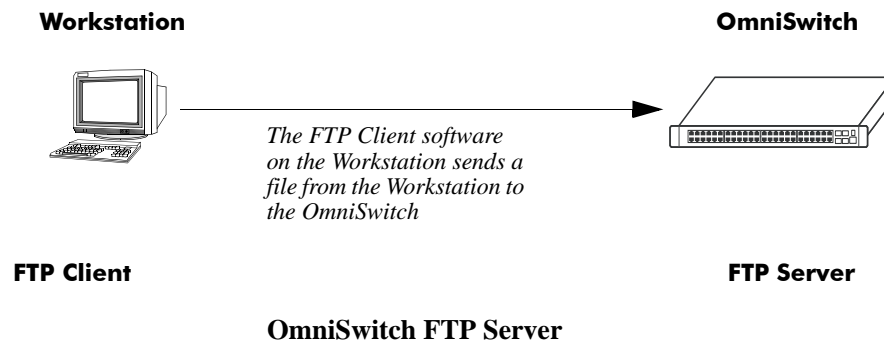 Workstation
OmniSwitch
The FTP Client software
on the Workstation sends a
file from the Workstation to
the OmniSwitch
FTP Client
FTP Server
OmniSwitch FTP Server